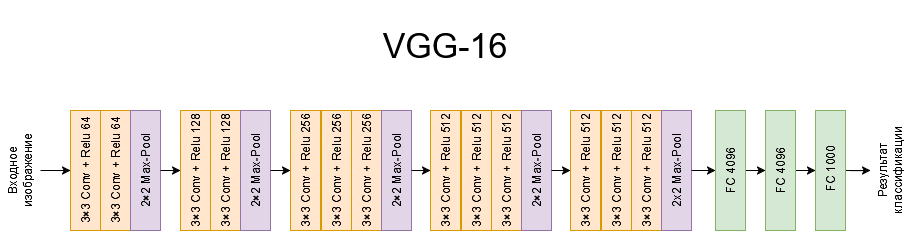 VGG-16
Входное
изображение
3×3 Conv + Relu 64
3×3 Conv + Relu 64
2×2 Max-Pool
3×3 Conv + Relu 128
3×3 Conv + Relu 128
2×2 Max-Pool
3×3 Conv + Relu 256
3×3 Conv + Relu 256
3×3 Conv + Relu 256
2×2 Max-Pool
3×3 Conv + Relu 512
3×3 Conv + Relu 512
3×3 Conv + Relu 512
2×2 Max-Pool
3×3 Conv + Relu 512
3×3 Conv + Relu 512
3×3 Conv + Relu 512
2x2 Max-Pool
FC 4096
FC 4096
FC 1000
Результат
классификации